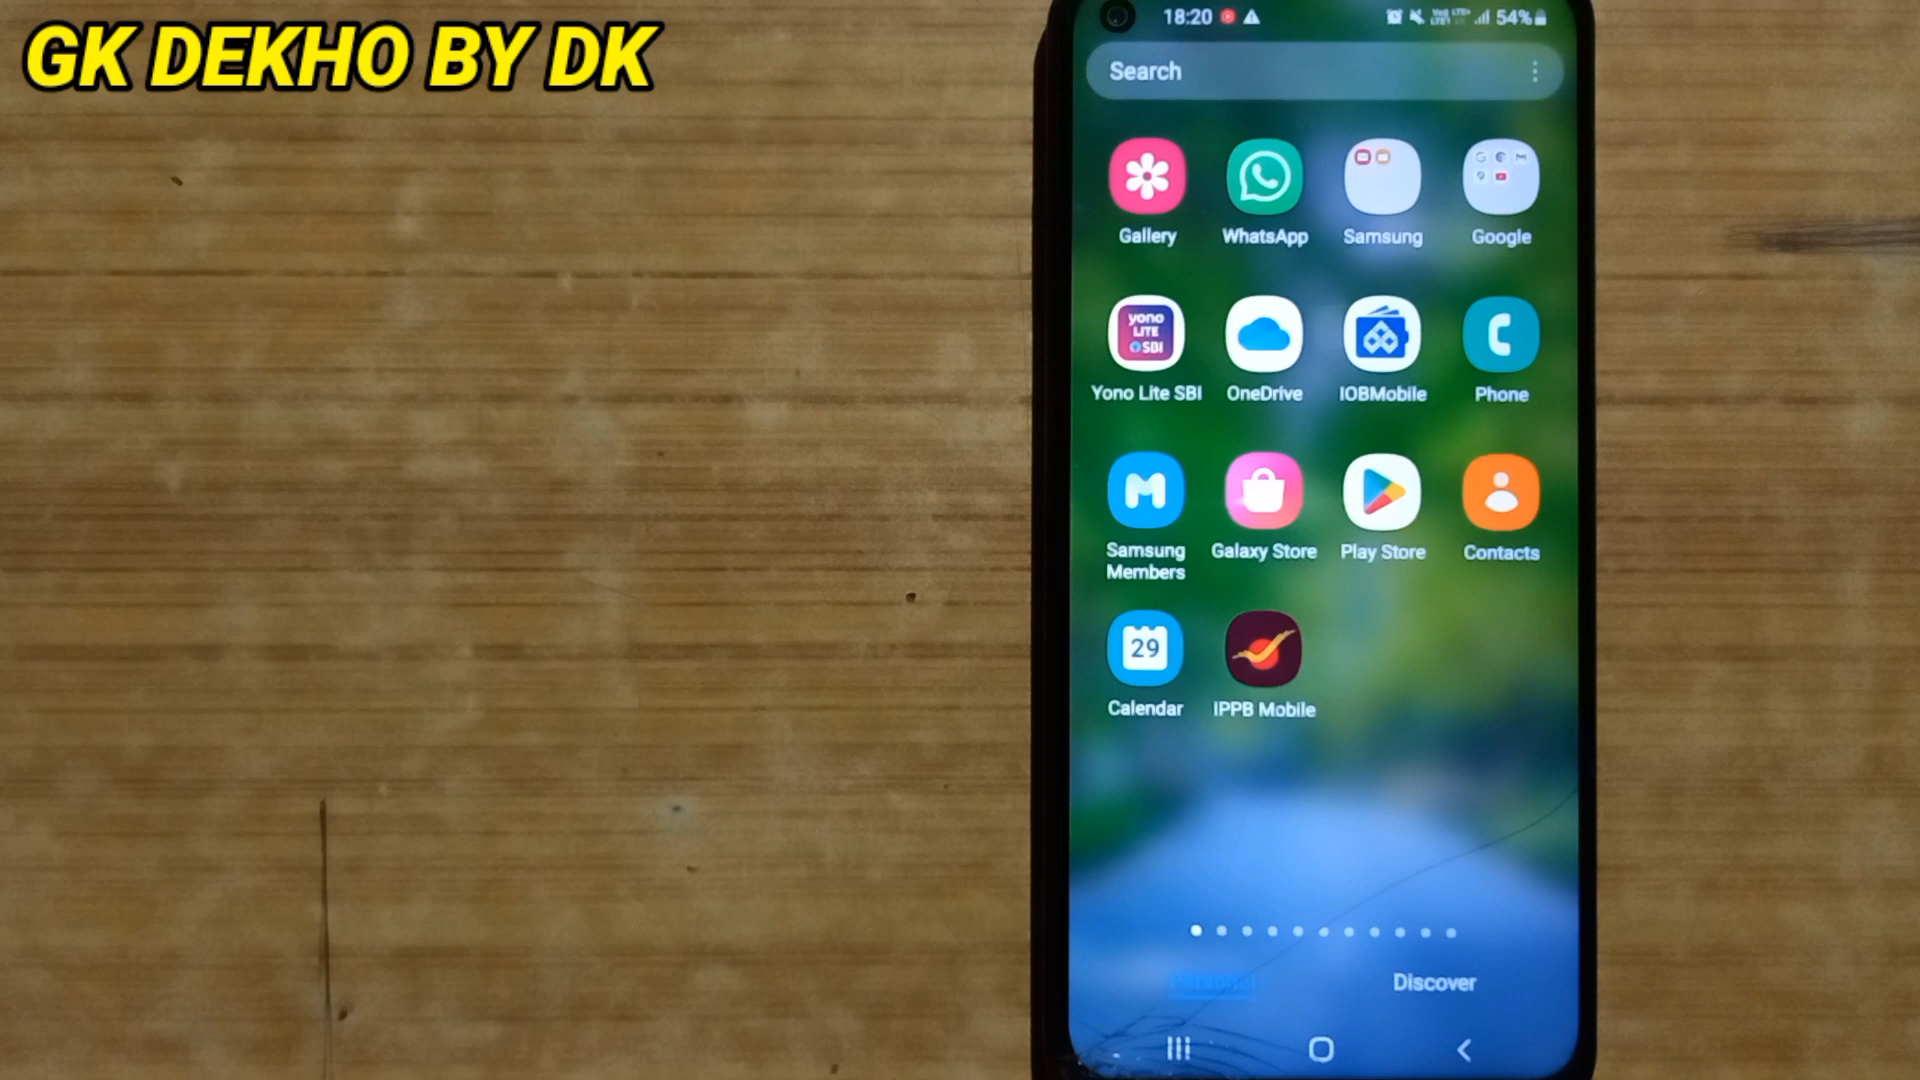 GK DEKHO BY DK
18:20
54%
Search
Gallery WhatsApp Samsung Google
yono
LITE
SBI
Yono Lite SBI OneDrive IOBMobile Phone
Samsung Members Galaxy Store Play Store Contacts
29
Calendar IPPB Mobile
Discover